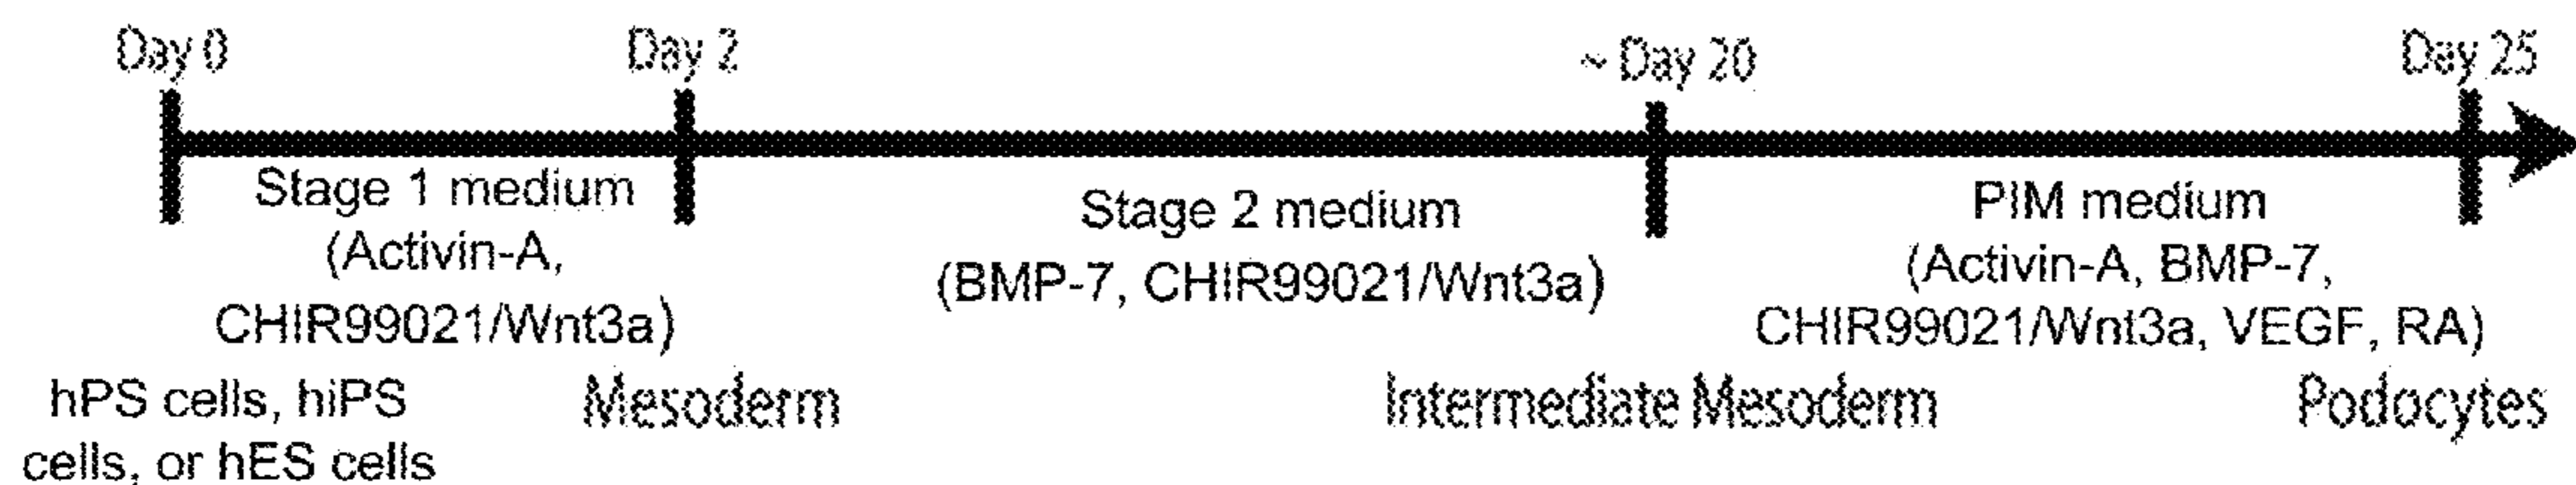 Day 0
Day 2
~ Day 20
Day 25
Stage 1 medium
(Activin-A,
CHIR99021/Wnt3a)
Stage 2 medium
(BMP-7, CHIR99021/Wnt3a)
PIM medium
(Activin-A, BMP-7,
CHIR99021/Wnt3a, VEGF, RA)
hPS cells, hiPS
cells, or hES cells
Mesoderm
Intermediate Mesoderm
Podocytes